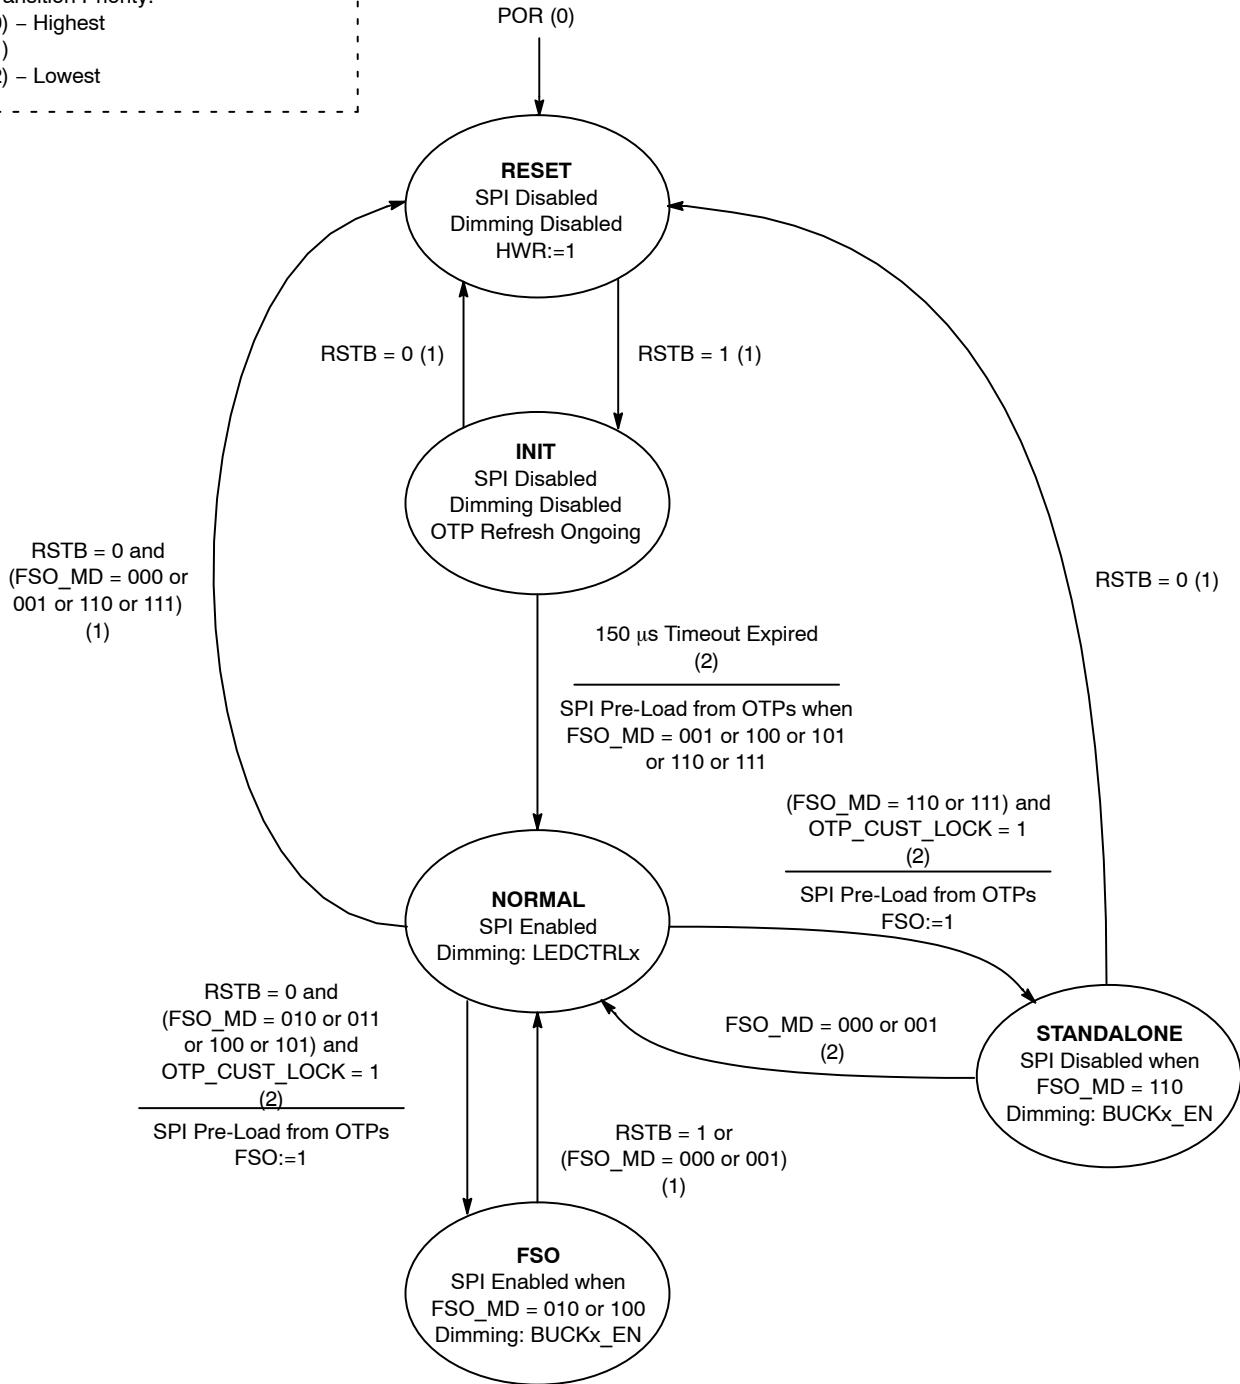 – Highest
– Lowest
POR (0)
RESET
SPI Disabled
Dimming Disabled
HWR:=1
RSTB = 0 (1)
RSTB = 1 (1)
INIT
SPI Disabled
Dimming Disabled
OTP Refresh Ongoing
RSTB = 0 and
(FSO_MD = 000 or
001 or 110 or 111)
(1)
RSTB = 0 (1)
150 µs Timeout Expired
(2)
SPI Pre-Load from OTPs when
FSO_MD = 001 or 100 or 101
or 110 or 111
(FSO_MD = 110 or 111) and
OTP_CUST_LOCK = 1
(2)
SPI Pre-Load from OTPs
FSO:=1
NORMAL
SPI Enabled
Dimming: LEDCTRLx
RSTB = 0 and
(FSO_MD = 010 or 011
or 100 or 101) and
OTP_CUST_LOCK = 1
(2)
SPI Pre-Load from OTPs
FSO:=1
FSO_MD = 000 or 001
(2)
STANDALONE
SPI Disabled when
FSO_MD = 110
Dimming: BUCKx_EN
RSTB = 1 or
(FSO_MD = 000 or 001)
(1)
FSO
SPI Enabled when
FSO_MD = 010 or 100
Dimming: BUCKx_EN